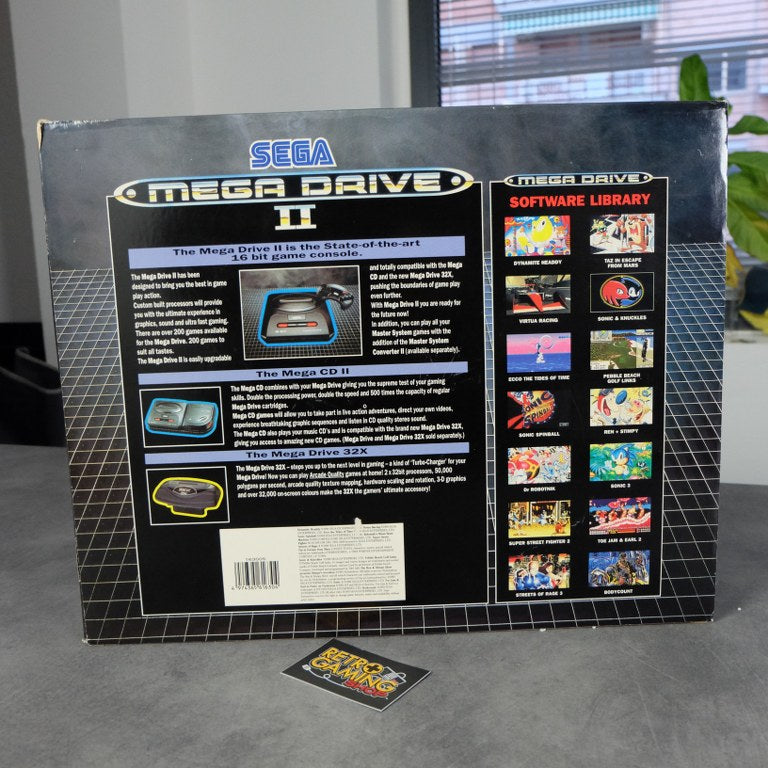 SEGA
MEGA DRIVE
II
The Mega Drive II is the State-of-the-art
16 bit game console.
The Mega Drive II has been
designed to bring you the best in game
play action.
Custom built processors will provide
you with the ultimate experience in
graphics, sound and ultra fast gaming.
There are over 200 games available
for the Mega Drive. 200 games to
suit all tastes.
The Mega Drive II is easily upgradable
and totally compatible with the Mega
CD and the new Mega Drive 32X,
pushing the boundaries of game play
even further.
With Mega Drive II you are ready for
the future now!
In addition, you can play all your
Master System games with the
addition of the Master System
Converter II (available separately).
The Mega CD II
The Mega CD combines with your Mega Drive giving you the supreme test of your gaming
skills. Double the processing power, double the speed and 500 times the capacity of regular
Mega Drive cartridges.
Mega CD games will allow you to take part in live action adventures, direct your own videos,
experience breathtaking graphic sequences and listen in CD quality stereo sound.
The Mega CD also plays your music CD's and is compatible with the brand new Mega Drive 32X,
giving you access to amazing new CD games. (Mega Drive and Mega Drive 32X sold separately.)
The Mega Drive 32X
The Mega Drive 32X – steps you up to the next level in gaming – a kind of 'Turbo-Charger' for your
Mega Drive! Now you can play Arcade Quality games at home! 2 x 32bit processors, 50,000
polygons per second, arcade quality texture mapping, hardware scaling and rotation, 3-D graphics
and over 32,000 on-screen colours make the 32X the gamers' ultimate accessory!
MEGA DRIVE
SOFTWARE LIBRARY
DYNAMITE HEADY
TAZ IN ESCAPE
FROM MARS
VIRTUA RACING
SONIC & KNUCKLES
ECCO THE TIDES OF TIME
PEBBLE BEACH
GOLF LINKS
SONIC SPINBALL
REN + STIMPY
Dr ROBOTNIK
SONIC 3
SUPER STREET FIGHTER 2
TOE JAM & EARL 2
STREETS OF RAGE 3
BODYCOUNT
RETRO
GAMING
SHOP